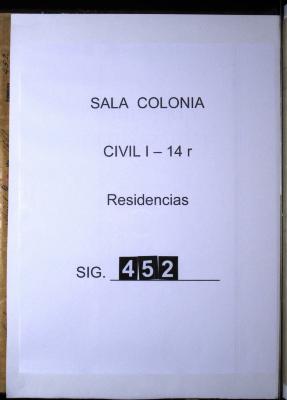 SALA COLONIA
CIVIL I – 14 r
Residencias
SIG. 452